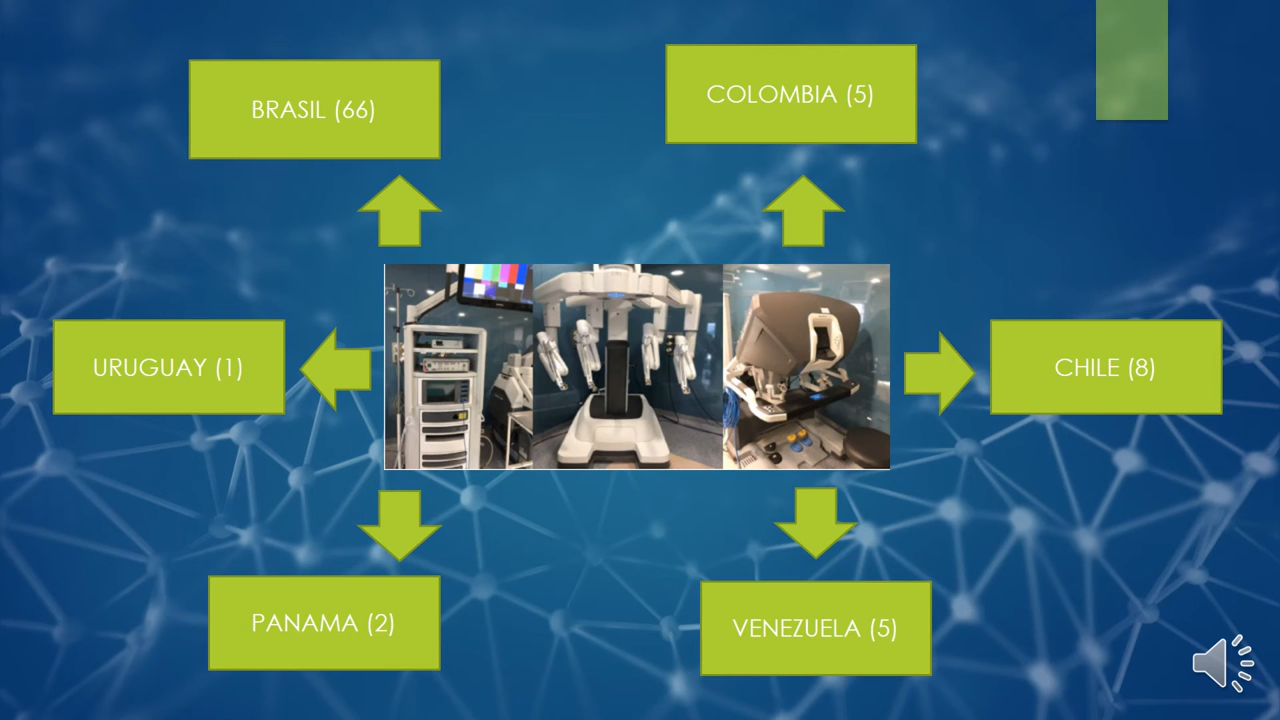 BRASIL (66)
COLOMBIA (5)
URUGUAY (1)
CHILE (8)
PANAMA (2)
VENEZUELA (5)